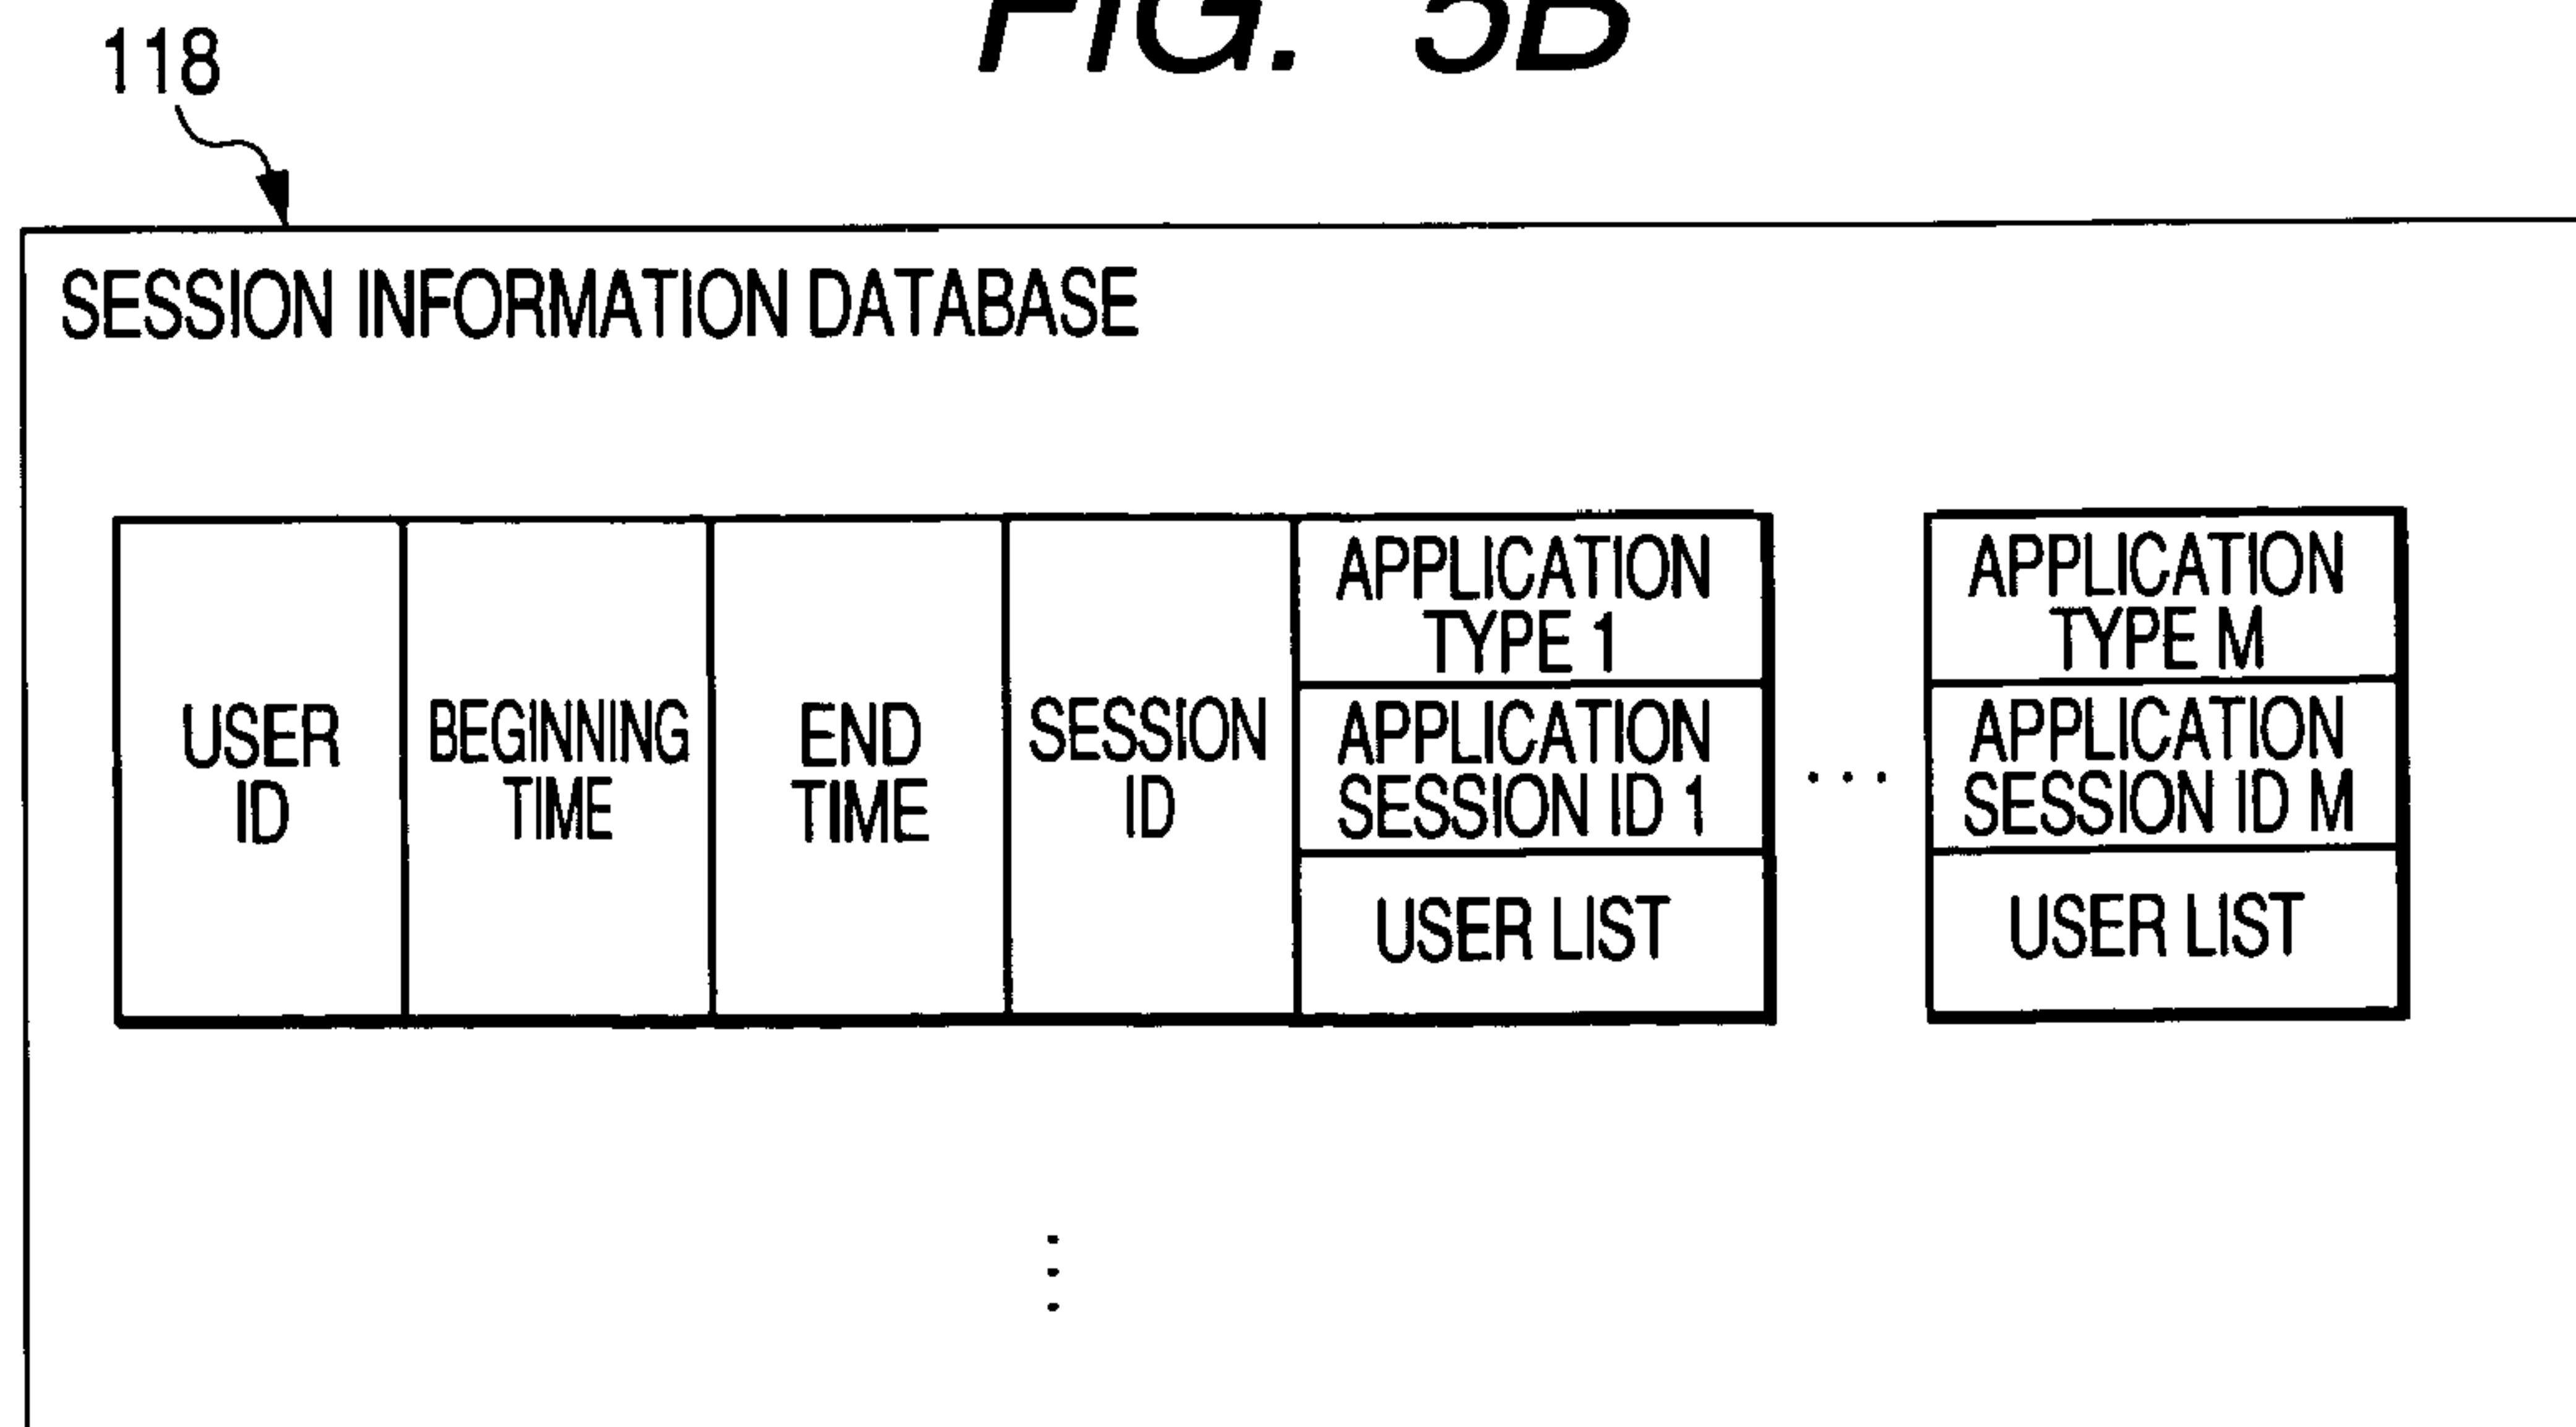 FIG. 5B
118
SESSION INFORMATION DATABASE
USER
ID
BEGINNING
TIME
END
TIME
SESSION
ID
APPLICATION
TYPE 1
APPLICATION
SESSION ID 1
USER LIST
...
APPLICATION
TYPE M
APPLICATION
SESSION ID M
USER LIST